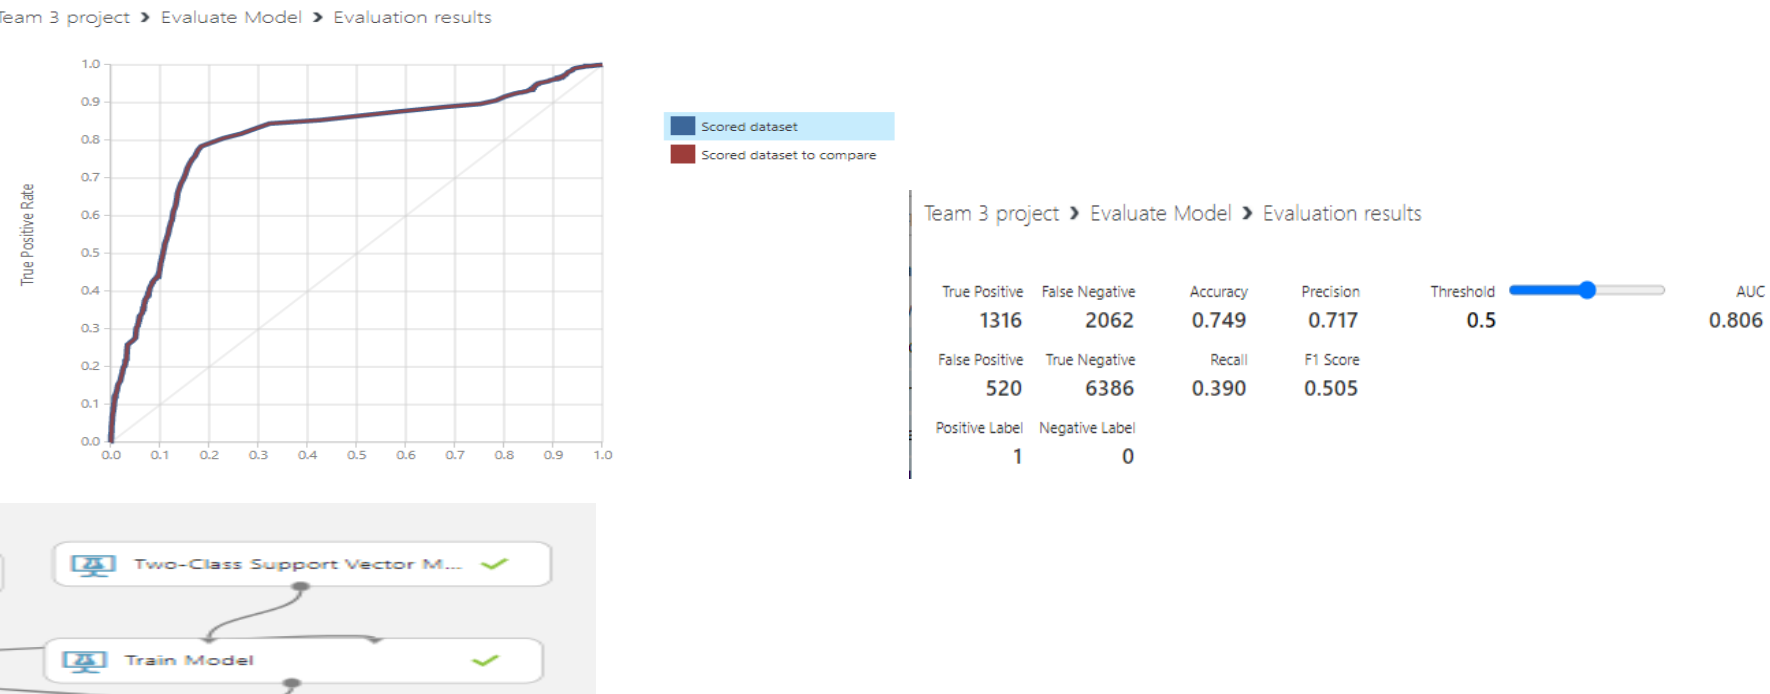 Team 3 project > Evaluate Model > Evaluation results
1.0
0.9
0.8
0.7
0.6
0.5
0.4
0.3
0.2
0.1
0.0
True Positive Rate
0.0 0.1 0.2 0.3 0.4 0.5 0.6 0.7 0.8 0.9 1.0
Scored dataset
Scored dataset to compare
Team 3 project > Evaluate Model > Evaluation results
True Positive False Negative Accuracy Precision Threshold AUC
1316 2062 0.749 0.717 0.5 0.806
False Positive True Negative Recall F1 Score
520 6386 0.390 0.505
Positive Label Negative Label
1 0
Two-Class Support Vector M...
Train Model